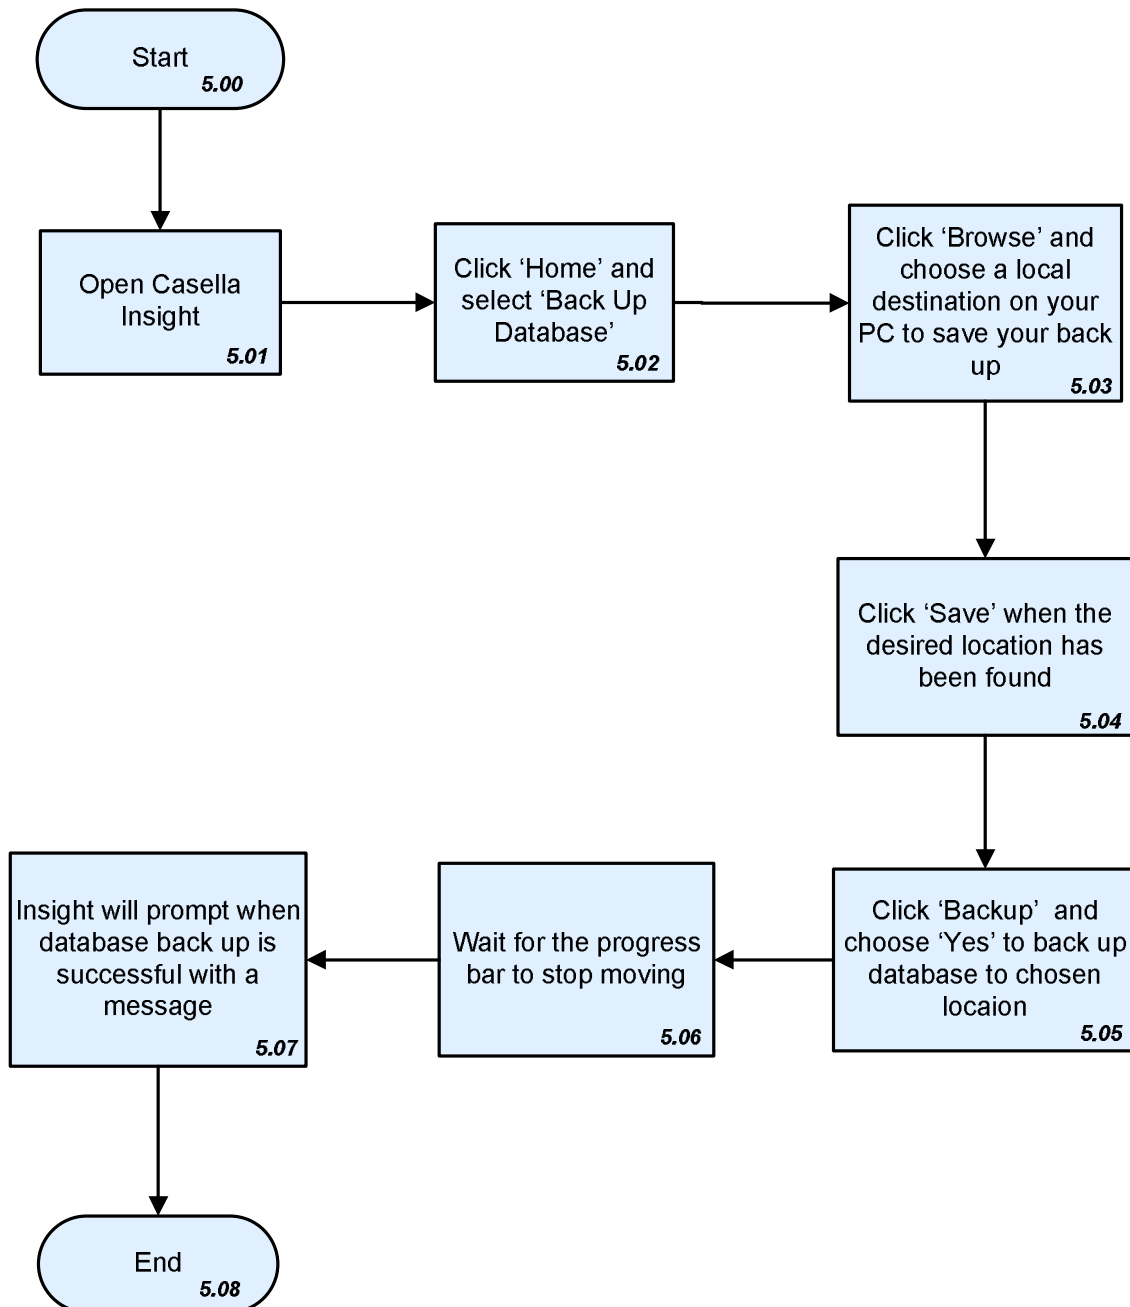 Start
5.00
Open Casella
Insight
5.01
Click ‘Home’ and
select ‘Back Up
Database’
5.02
Click ‘Browse’ and
choose a local
destination on your
PC to save your back
up
5.03
Click ‘Save’ when the
desired location has
been found
5.04
Click ‘Backup’  and
choose ‘Yes’ to back up
database to chosen
locaion
5.05
Wait for the progress
bar to stop moving
5.06
Insight will prompt when
database back up is
successful with a
message
5.07
End
5.08